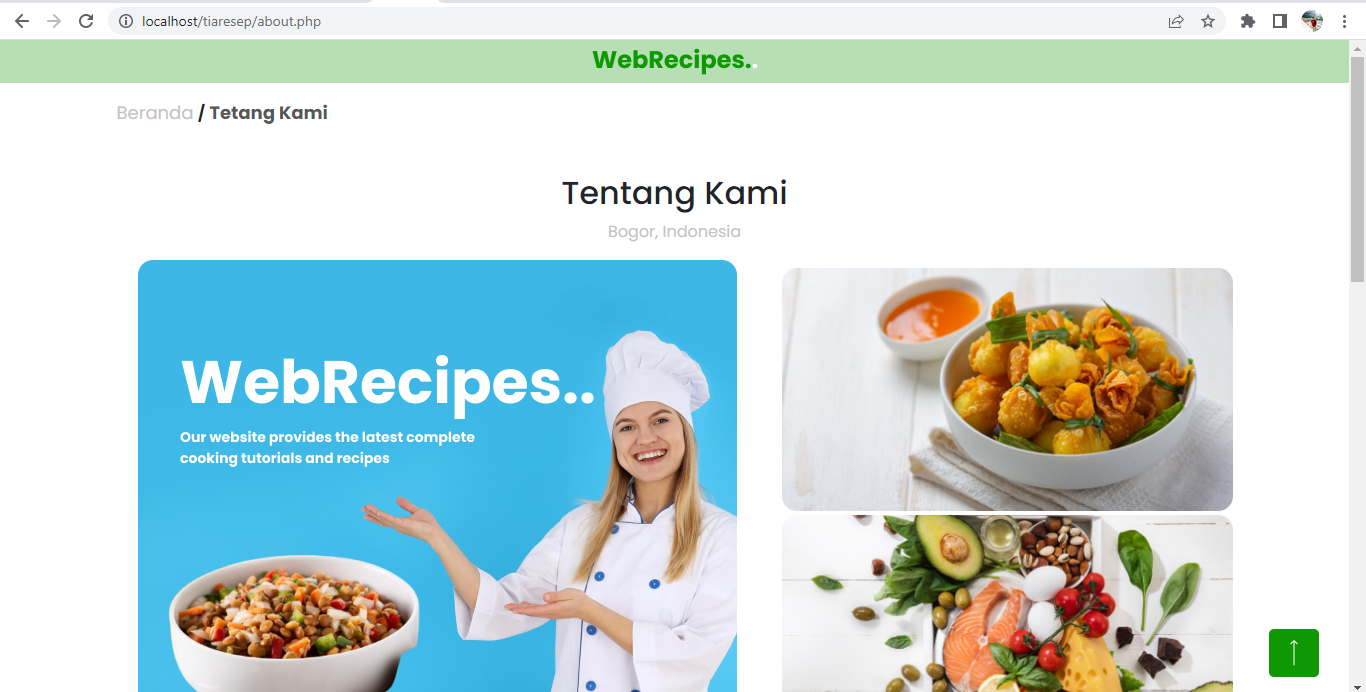 localhost/tiaresep/about.php
WebRecipes..
Beranda / Tetang Kami
Tentang Kami
Bogor, Indonesia
WebRecipes..
Our website provides the latest complete
cooking tutorials and recipes